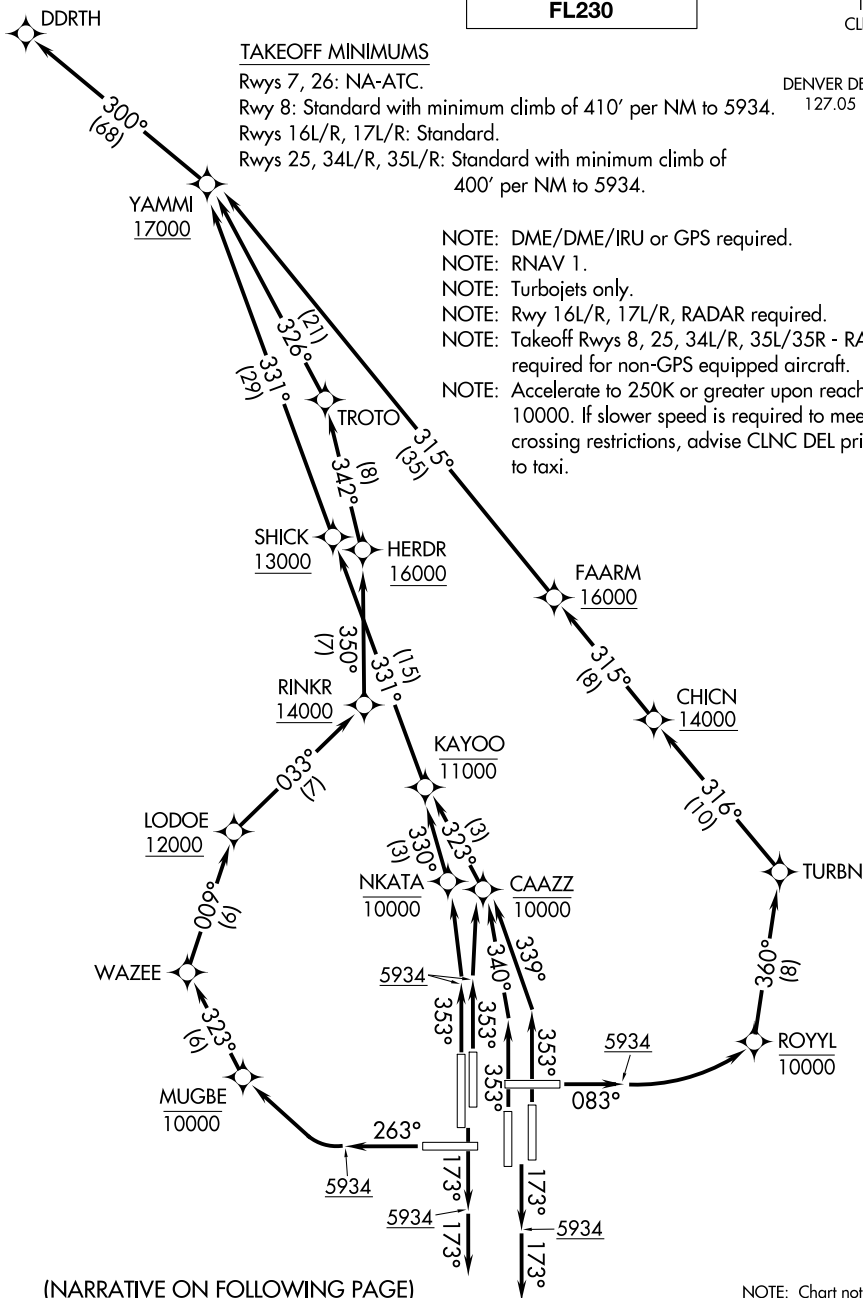 FL230
DDRTH
TAKEOFF MINIMUMS
Rwys 7, 26: NA-ATC.
Rwy 8: Standard with minimum climb of 410' per NM to 5934.
Rwys 16L/R, 17L/R: Standard.
Rwys 25, 34L/R, 35L/R: Standard with minimum climb of
400' per NM to 5934.
DENVER DE
127.05
300°
(68)
YAMMI
17000
NOTE: DME/DME/IRU or GPS required.
NOTE: RNAV 1.
NOTE: Turbojets only.
NOTE: Rwy 16L/R, 17L/R, RADAR required.
NOTE: Takeoff Rwys 8, 25, 34L/R, 35L/35R - RA
required for non-GPS equipped aircraft.
NOTE: Accelerate to 250K or greater upon reach
10000. If slower speed is required to mee
crossing restrictions, advise CLNC DEL pri
to taxi.
326°
(21)
331°
(29)
TROTO
315°
(35)
342°
(8)
SHICK
13000
HERDR
16000
FAARM
16000
350°
(7)
331°
(15)
315°
(8)
RINKR
14000
CHICN
14000
KAYOO
11000
033°
(7)
316°
(10)
LODOE
12000
330°
(3)
323°
(3)
NKATA
10000
CAAZZ
10000
TURBN
009°
(9)
340°
339°
WAZEE
5934
360°
(8)
323°
(6)
353°
353°
353°
353°
5934
ROYYL
10000
083°
MUGBE
10000
263°
5934
173°
173°
5934
5934
173°
173°
(NARRATIVE ON FOLLOWING PAGE)
NOTE: Chart not